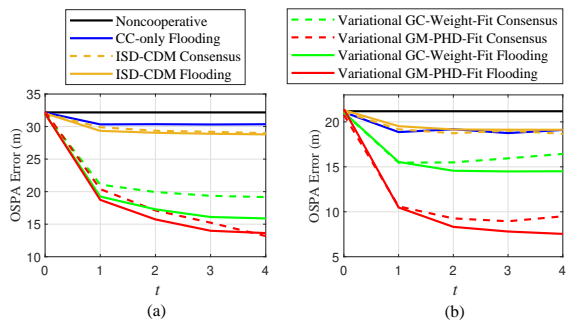 Noncooperative
CC-only Flooding
ISD-CDM Consensus
ISD-CDM Flooding
Variational GC-Weight-Fit Consensus
Variational GM-PHD-Fit Consensus
Variational GC-Weight-Fit Flooding
Variational GM-PHD-Fit Flooding
OSPA Error (m)
35
30
25
20
15
10
0 1 2 3 4
t
(a)
OSPA Error (m)
20
15
10
5
0 1 2 3 4
t
(b)